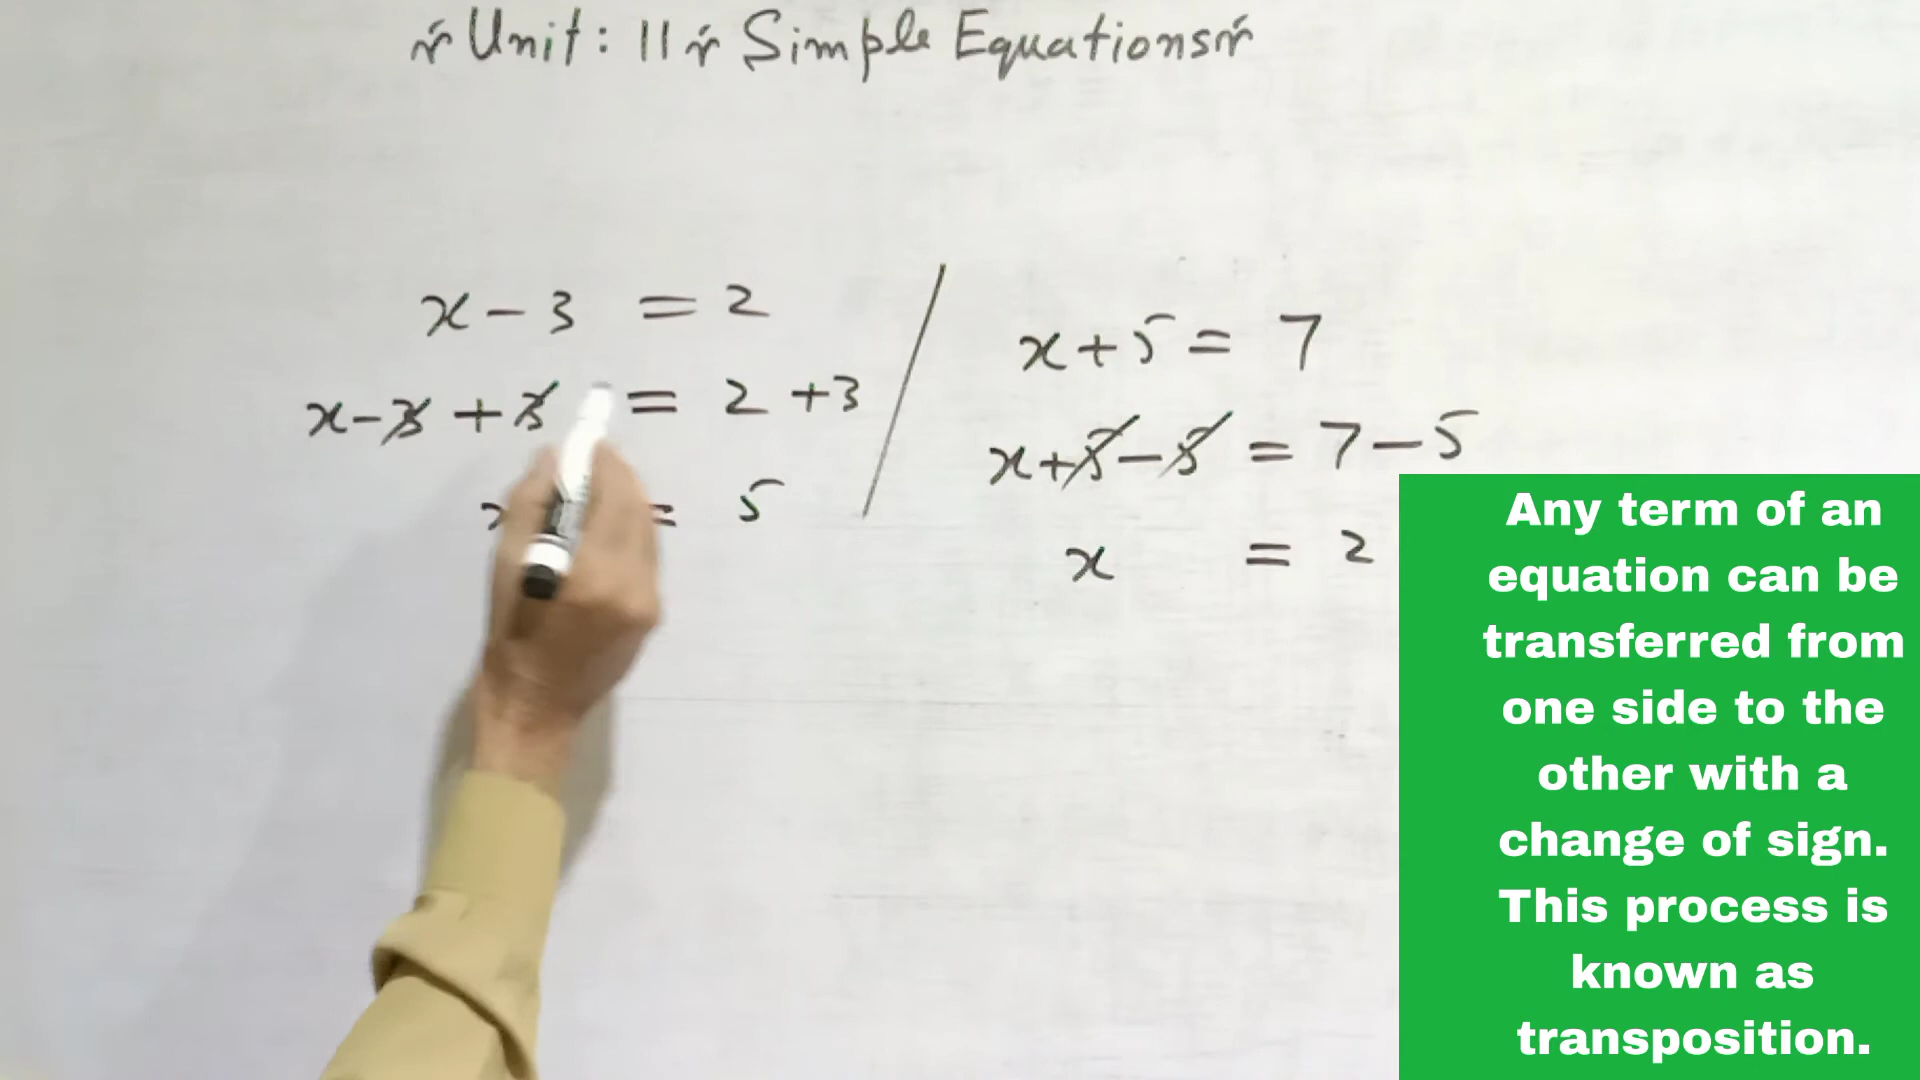 Unit: 11 Simple Equations
x - 3 = 2
x - 3 + 3 = 2 + 3
x = 5
x + 5 = 7
x + 5 - 5 = 7 - 5
x = 2
Any term of an
equation can be
transferred from
one side to the
other with a
change of sign.
This process is
known as
transposition.